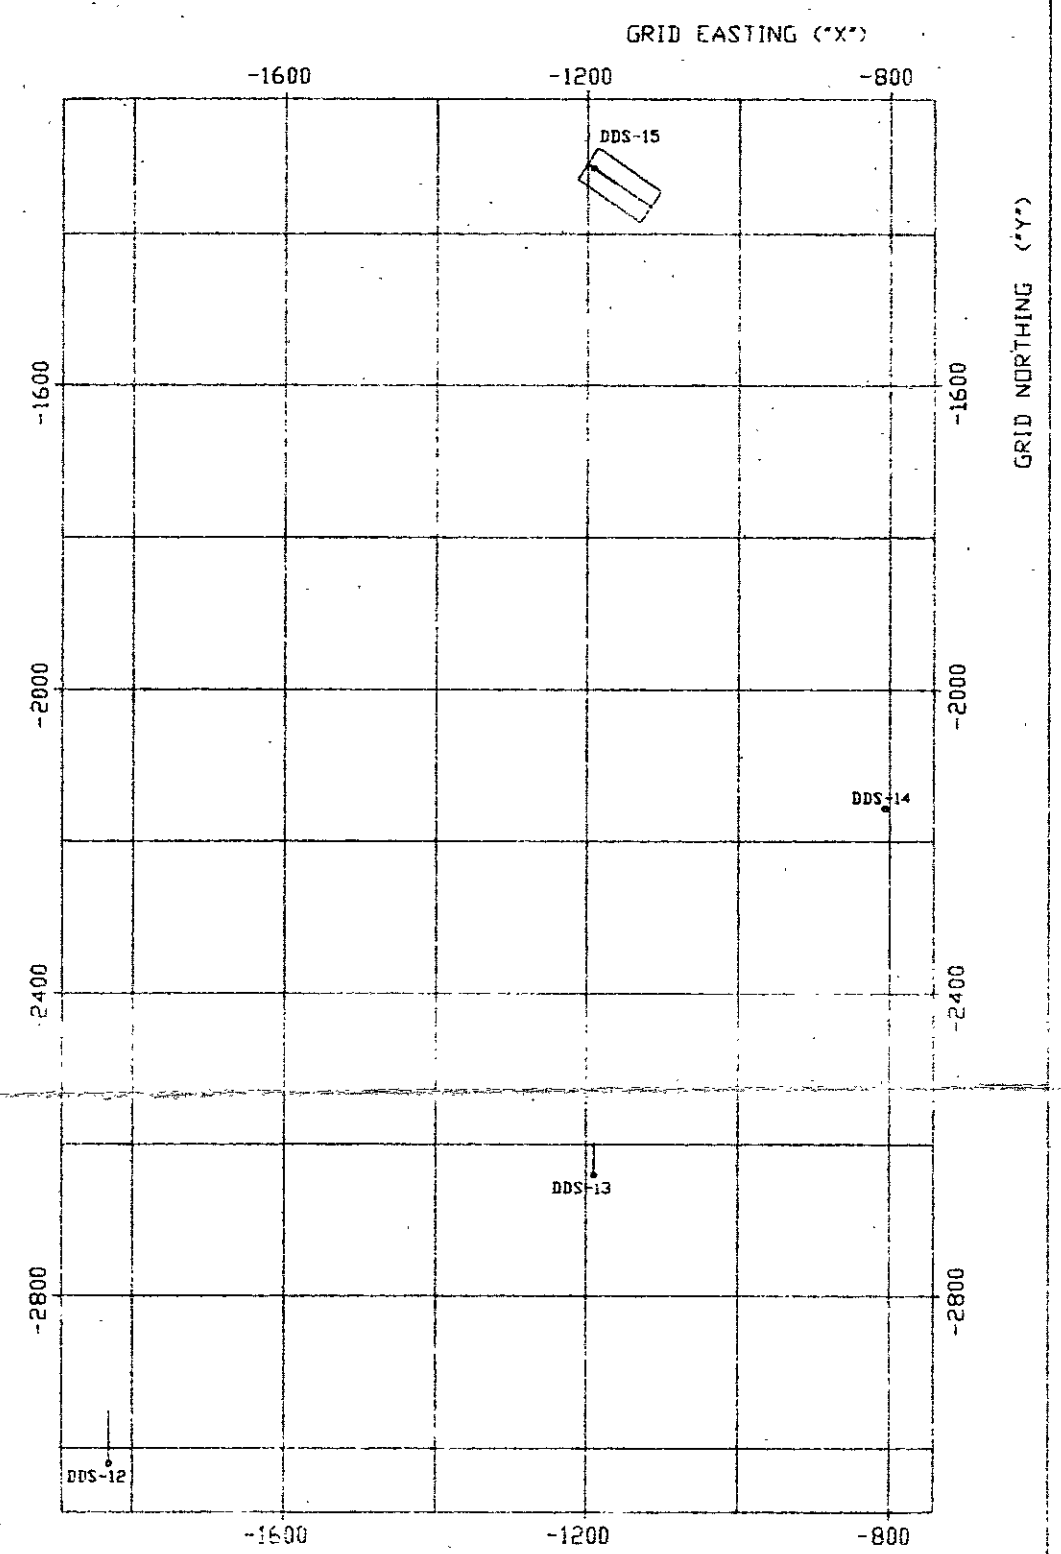 GRID EASTING ("X")
-1600 -1200 -800
DDS-15
GRID NORTHING ("Y")
-1600 -1600
-2000 -2000
DDS-14
-2400 -2400
DDS-13
-2800 -2800
DDS-12
-1600 -1200 -800